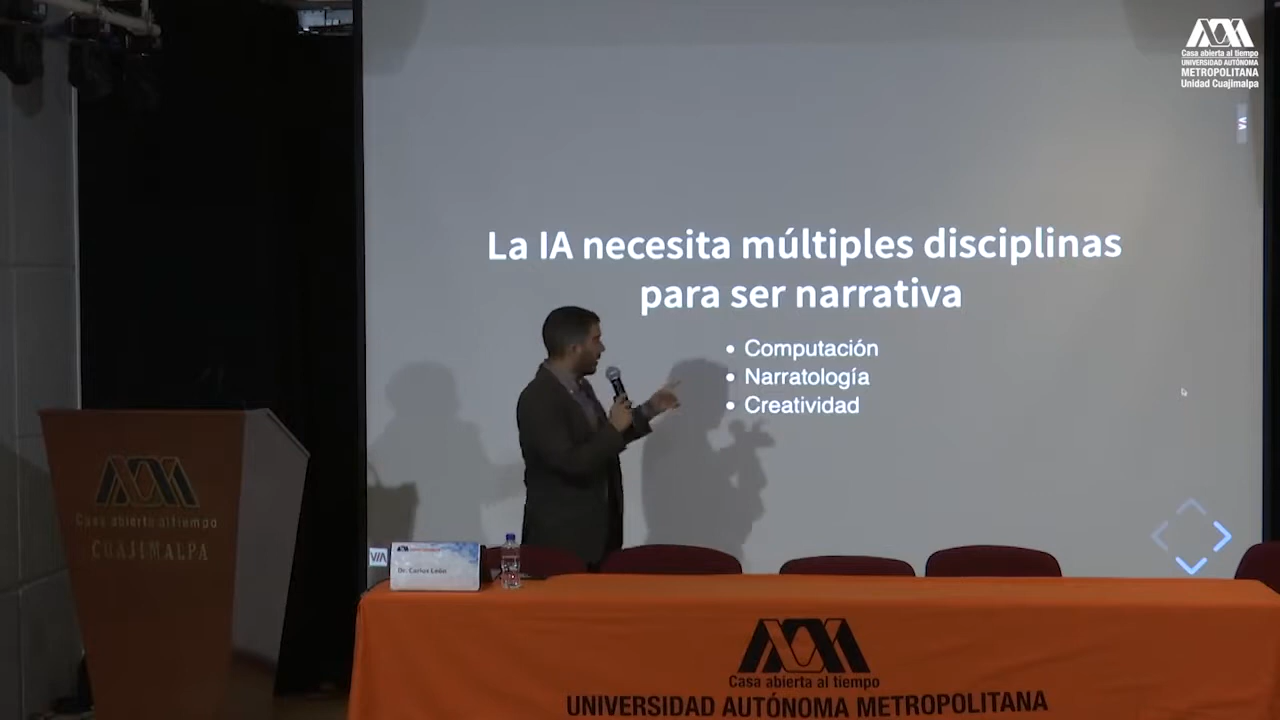 Casa abierta al tiempo
UNIVERSIDAD AUTÓNOMA
METROPOLITANA
Unidad Cuajimalpa
La IA necesita múltiples disciplinas
para ser narrativa
• Computación
• Narratología
• Creatividad
Casa abierta al tiempo
CUAJIMALPA
Dr. Carlos León
Casa abierta al tiempo
UNIVERSIDAD AUTÓNOMA METROPOLITANA